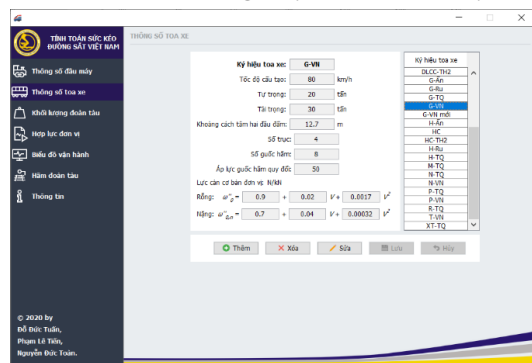 TÍNH TOÁN SỨC KÉO
ĐƯỜNG SẮT VIỆT NAM
Thông số đầu máy
Thông số toa xe
Khối lượng đoàn tàu
Hợp lực đơn vị
Biểu đồ vận hành
Hãm đoàn tàu
Thông tin
© 2020 by
Đỗ Đức Tuấn,
Phạm Lê Tiến,
Nguyễn Đức Toàn.
THÔNG SỐ TOA XE
Ký hiệu toa xe: G-VN
Tốc độ cấu tạo: 80 km/h
Tự trọng: 20 tấn
Tải trọng: 30 tấn
Khoảng cách tâm hai đầu đấm: 12.7 m
Số trục: 4
Số guốc hãm: 8
Áp lực guốc hãm quy đổi: 50
Lực cản cơ bản đơn vị: N/kN
Rỗng: ω"₀ = 0.9 + 0.02 V + 0.0017 V²
Nặng: = 0.7 + 0.04 V + 0.00032 V²
Ký hiệu toa xe
DLCC-TH2
G-Ấn
G-Ru
G-TQ
G-VN
G-VN mới
H-Ấn
HC
HC-TH2
H-Ru
H-TQ
M-TQ
N-TQ
N-VN
P-TQ
P-VN
R-TQ
T-VN
XT-TQ
Thêm
Xóa
Sửa
Lưu
Hủy